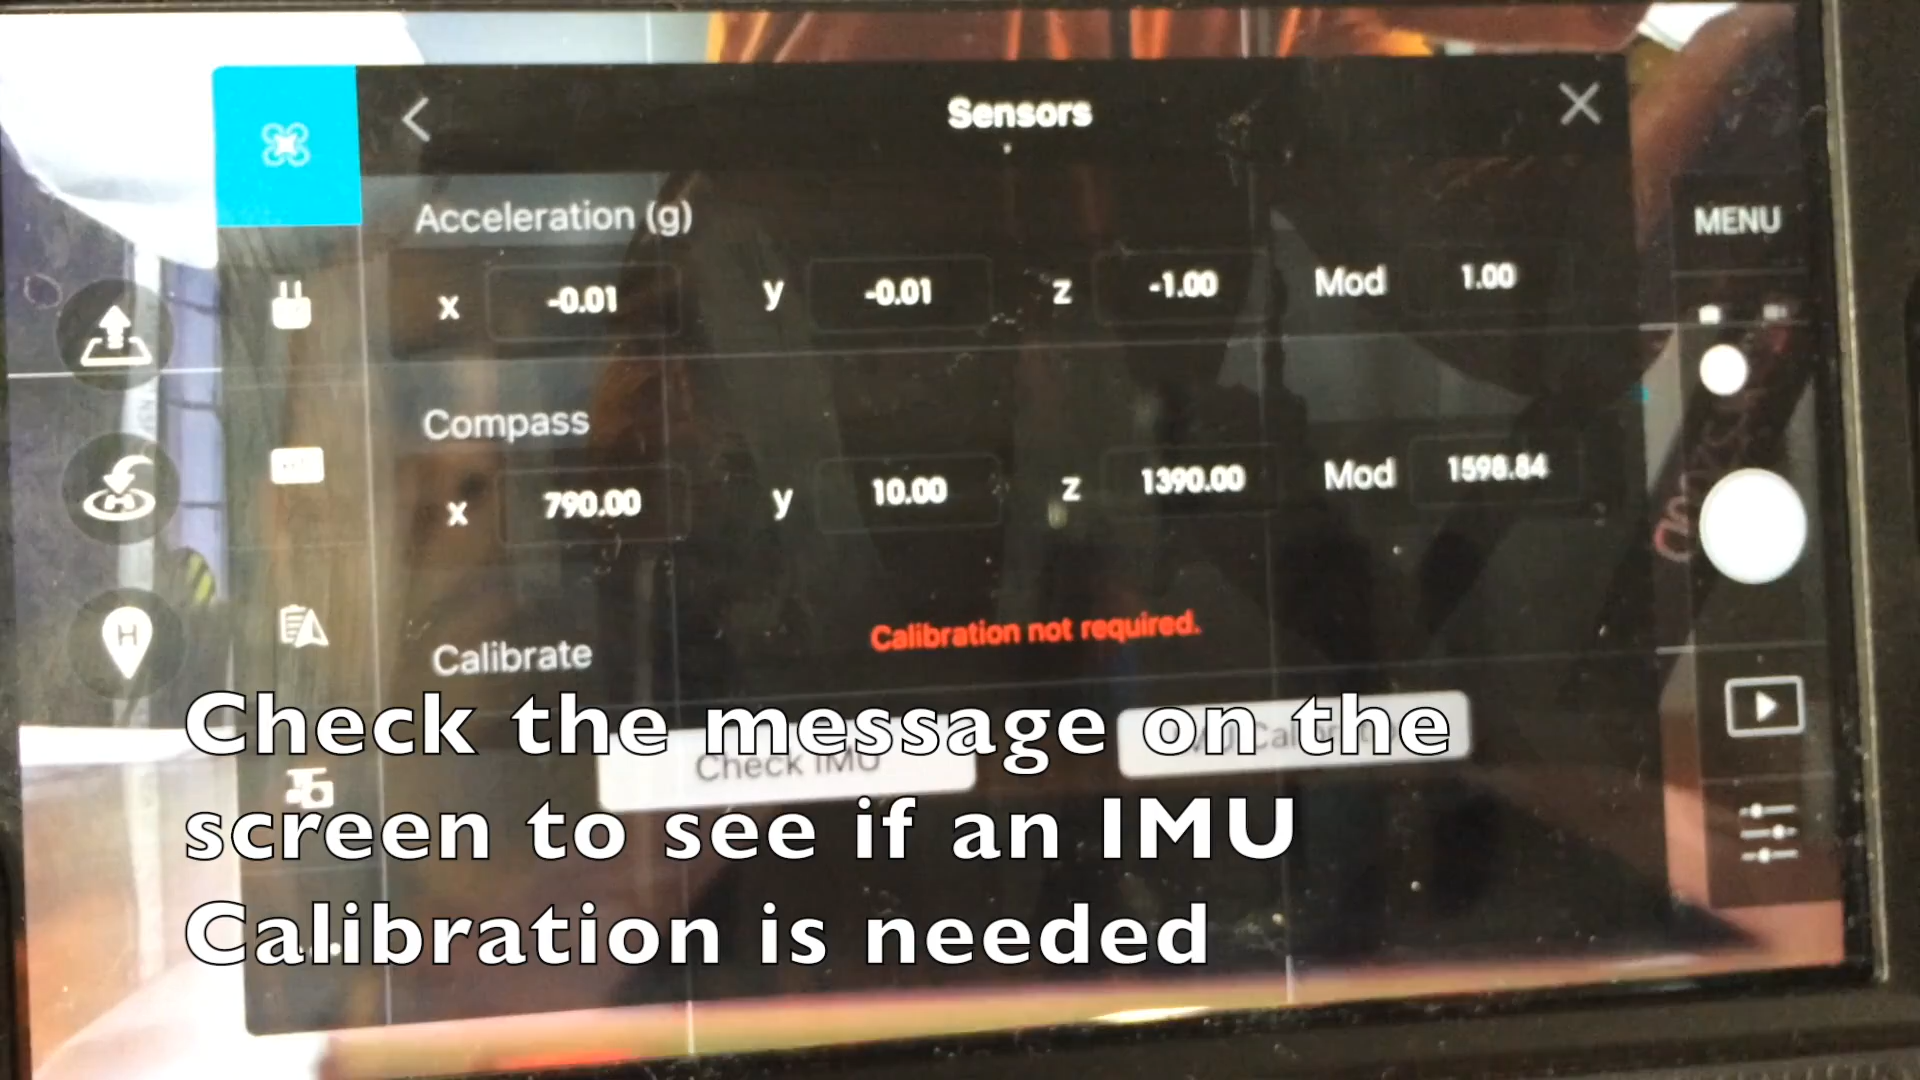 Sensors
MENU
Acceleration (g)
x -0.01 y -0.01 z -1.00 Mod 1.00
Compass
x 790.00 y 10.00 z 1390.00 Mod 1598.84
Calibrate
Calibration not required.
Check IMU
H
Check the message on the
screen to see if an IMU
Calibration is needed